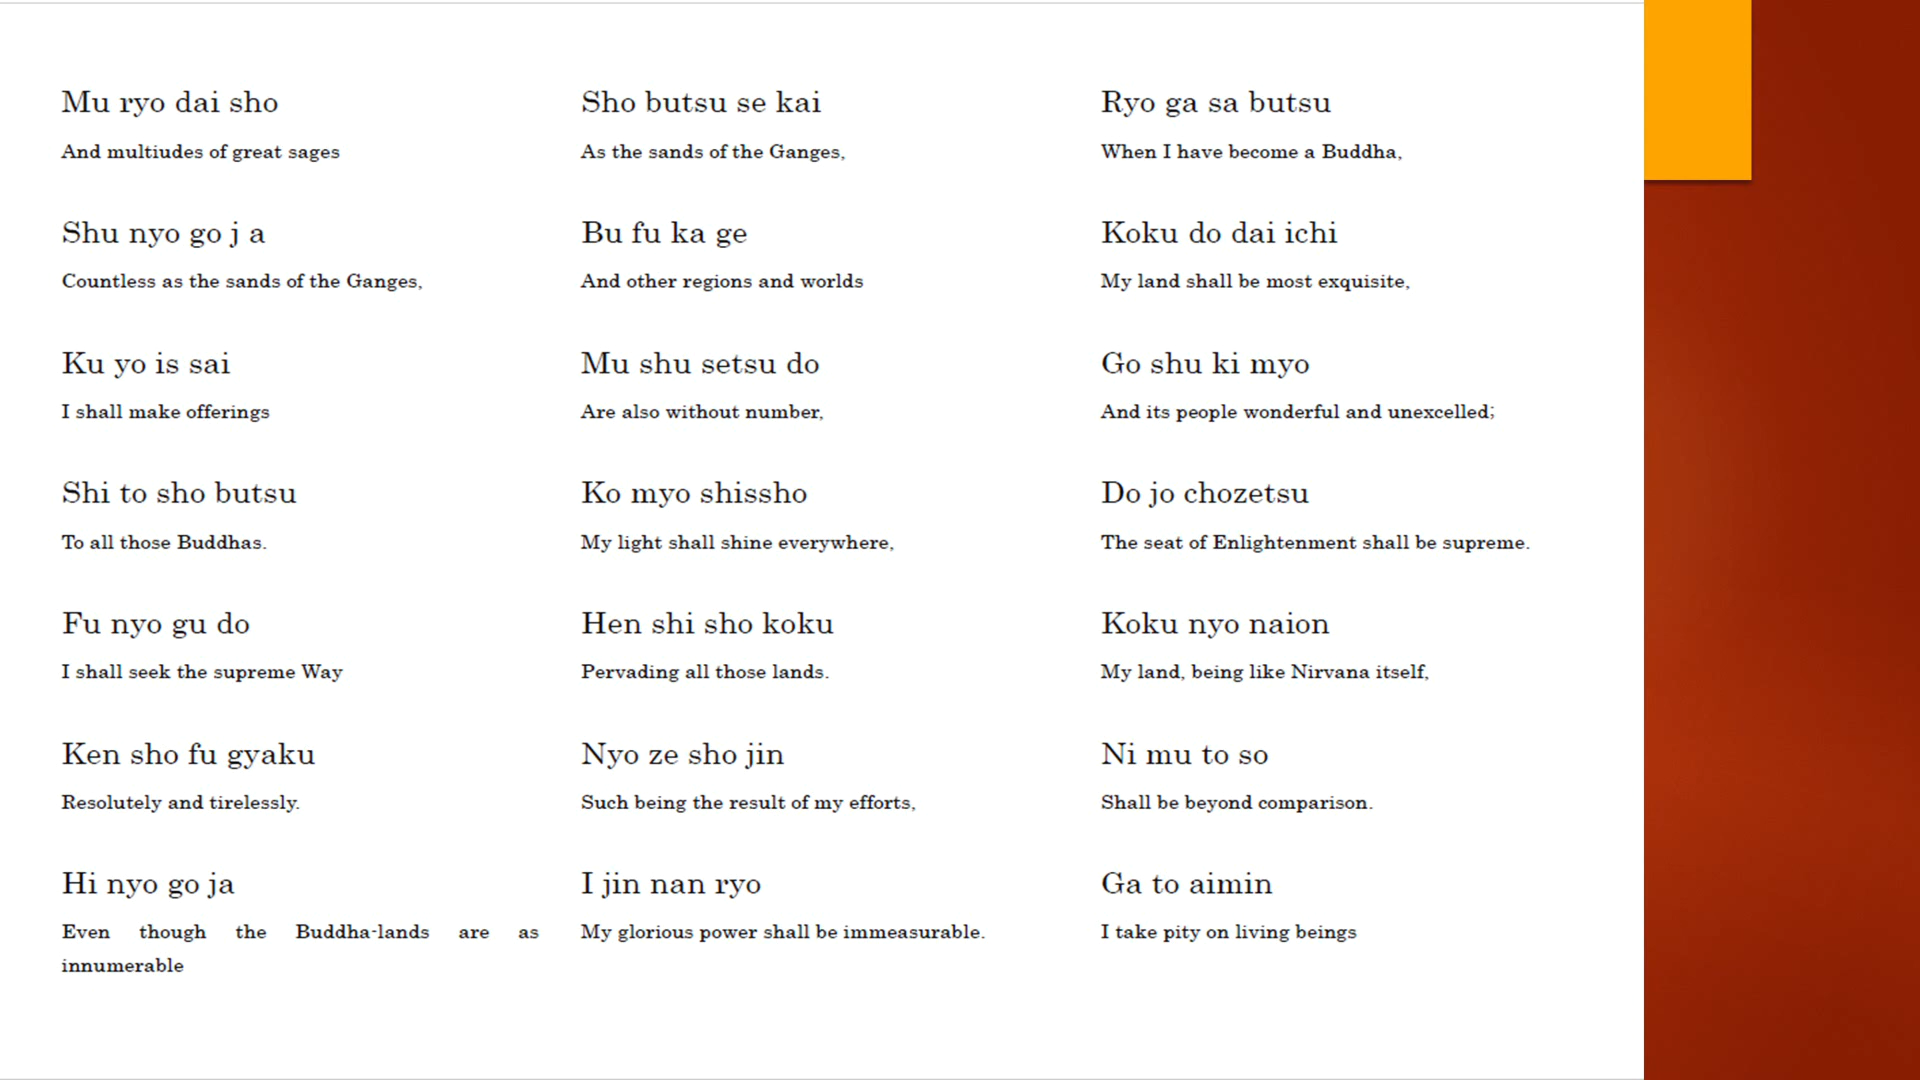 Mu ryo dai sho
And multiudes of great sages
Shu nyo go j a
Countless as the sands of the Ganges,
Ku yo is sai
I shall make offerings
Shi to sho butsu
To all those Buddhas.
Fu nyo gu do
I shall seek the supreme Way
Ken sho fu gyaku
Resolutely and tirelessly.
Hi nyo go ja
Even though the Buddha-lands are as
innumerable
Sho butsu se kai
As the sands of the Ganges,
Bu fu ka ge
And other regions and worlds
Mu shu setsu do
Are also without number,
Ko myo shissho
My light shall shine everywhere,
Hen shi sho koku
Pervading all those lands.
Nyo ze sho jin
Such being the result of my efforts,
I jin nan ryo
My glorious power shall be immeasurable.
Ryo ga sa butsu
When I have become a Buddha,
Koku do dai ichi
My land shall be most exquisite,
Go shu ki myo
And its people wonderful and unexcelled;
Do jo chozetsu
The seat of Enlightenment shall be supreme.
Koku nyo naion
My land, being like Nirvana itself,
Ni mu to so
Shall be beyond comparison.
Ga to aimin
I take pity on living beings